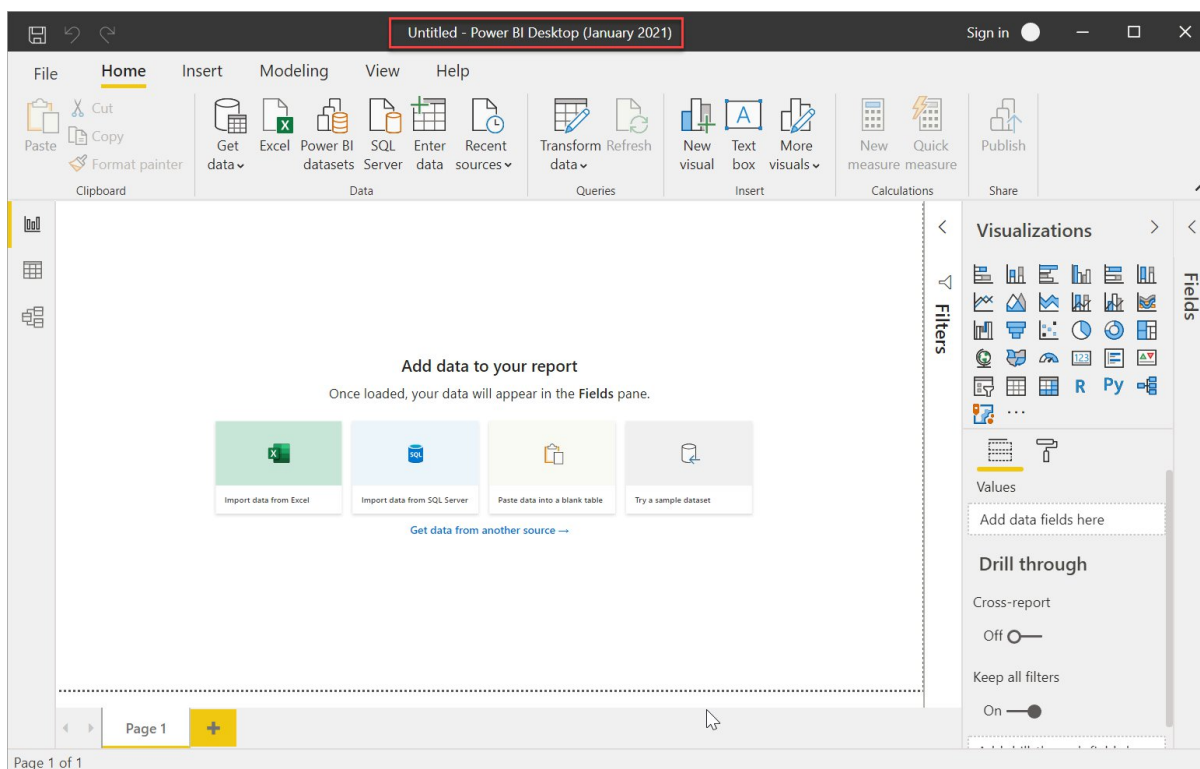 Untitled - Power BI Desktop (January 2021)
Sign in
File Home Insert Modeling View Help
Paste
Cut
Copy
Format painter
Clipboard
Get data
Excel
Power BI datasets
SQL Server
Enter data
Recent sources
Data
Transform data
Refresh
Queries
New visual
Text box
More visuals
Insert
New measure
Quick measure
Calculations
Publish
Share
Filters
Visualizations
Fields
123
R
Py
Values
Add data fields here
Drill through
Cross-report
Off
Keep all filters
On
Add data to your report
Once loaded, your data will appear in the Fields pane.
SQL
Import data from Excel
Import data from SQL Server
Paste data into a blank table
Try a sample dataset
Get data from another source →
Page 1
Page 1 of 1